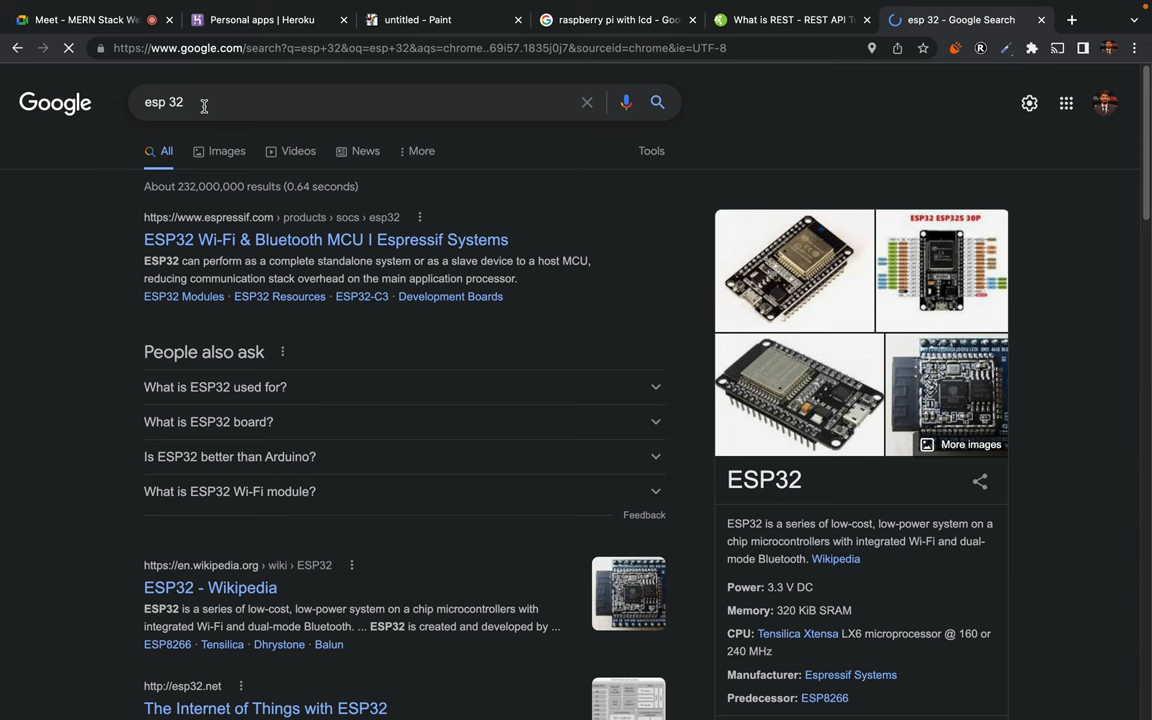 Meet - MERN Stack We
Personal apps | Heroku
untitled - Paint
raspberry pi with lcd - Goo
What is REST - REST API Tu
esp 32 - Google Search
https://www.google.com/search?q=esp+32&oq=esp+32&aqs=chrome..69i57.1835j0j7&sourceid=chrome&ie=UTF-8
Google
esp 32
All
Images
Videos
News
More
Tools
About 232,000,000 results (0.64 seconds)
https://www.espressif.com › products › socs › esp32
ESP32 Wi-Fi & Bluetooth MCU I Espressif Systems
ESP32 can perform as a complete standalone system or as a slave device to a host MCU,
reducing communication stack overhead on the main application processor.
ESP32 Modules · ESP32 Resources · ESP32-C3 · Development Boards
People also ask
What is ESP32 used for?
What is ESP32 board?
Is ESP32 better than Arduino?
What is ESP32 Wi-Fi module?
Feedback
https://en.wikipedia.org › wiki › ESP32
ESP32 - Wikipedia
ESP32 is a series of low-cost, low-power system on a chip microcontrollers with
integrated Wi-Fi and dual-mode Bluetooth. ... ESP32 is created and developed by ...
ESP8266 · Tensilica · Dhrystone · Balun
http://esp32.net
The Internet of Things with ESP32
ESP32 ESP32S 30P
More images
ESP32
ESP32 is a series of low-cost, low-power system on a
chip microcontrollers with integrated Wi-Fi and dual-
mode Bluetooth. Wikipedia
Power: 3.3 V DC
Memory: 320 KiB SRAM
CPU: Tensilica Xtensa LX6 microprocessor @ 160 or
240 MHz
Manufacturer: Espressif Systems
Predecessor: ESP8266